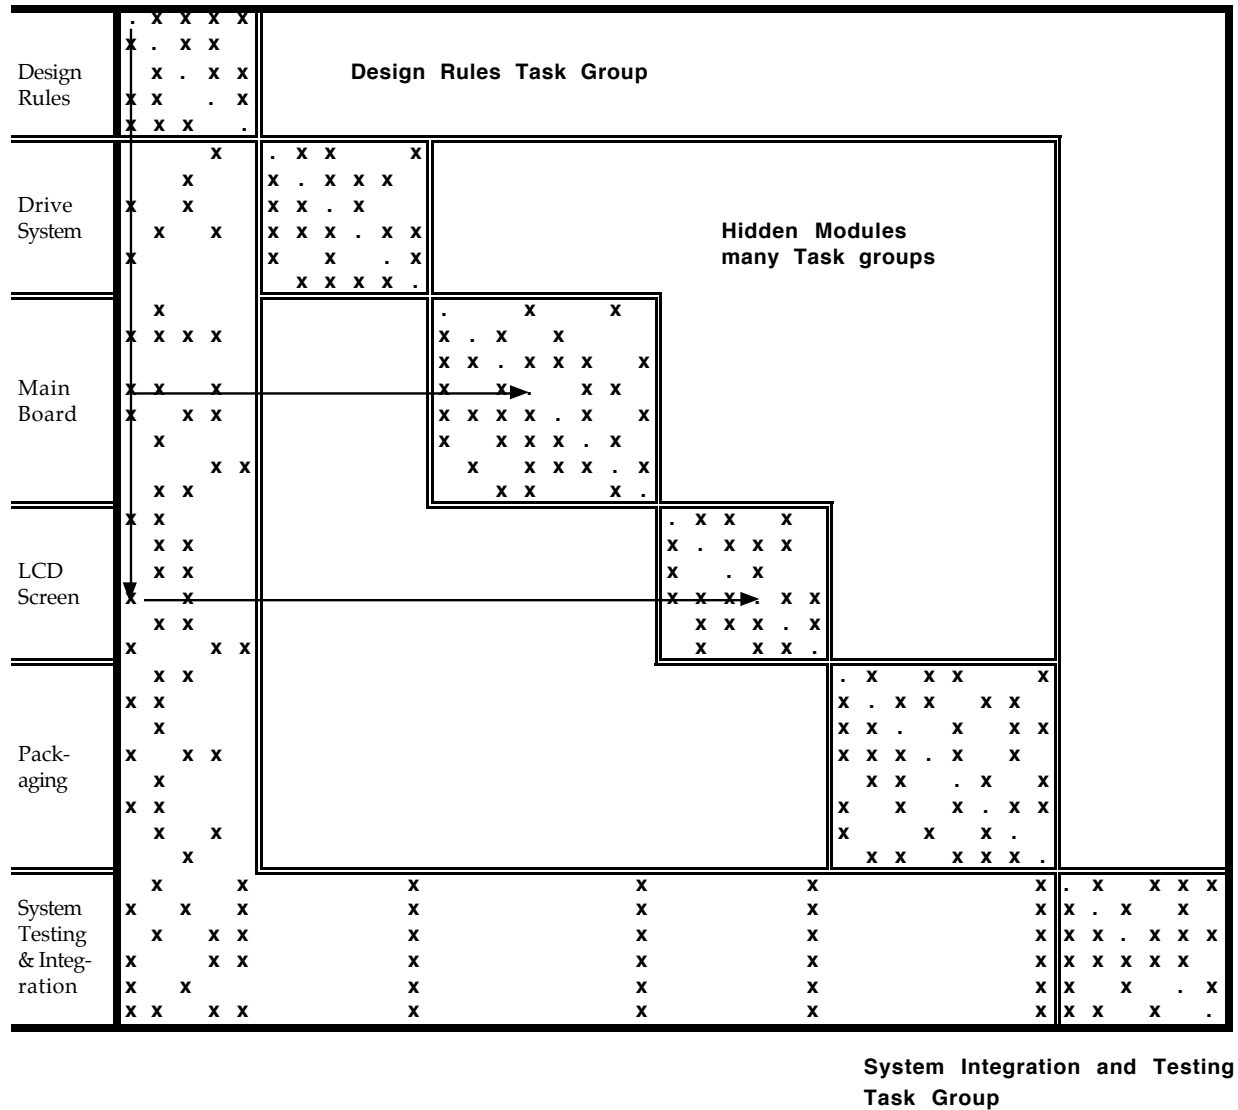 . x x x x
x . x x
Design x . x x Design Rules Task Group
Rules x x . x
x x x .
x . x x x
x x . x x x
Drive x x x x . x
System x x x x x . x x Hidden Modules
x x x . x many Task groups
x x x x .
x . x x
x x x x x . x x
x x . x x x x
Main x x x x x . x x
Board x x x x x x x . x x
x x x x x . x
x x x x x x . x
x x x x x .
x x . x x x
x x x . x x x
LCD x x x . x
Screen x x x x x . x x
x x x x x . x
x x x x x x .
x x . x x x x
x x x . x x x x
x x x . x x x
Pack- x x x x x x . x x
aging x x x . x x
x x x x x . x x
x x x x x .
x x x x x x .
x x x x x x . x x x x
System x x x x x x x x . x x
Testing x x x x x x x x x . x x x
& Integ- x x x x x x x x x x x x
ration x x x x x x x x . x
x x x x x x x x x x x .
System Integration and Testing
Task Group